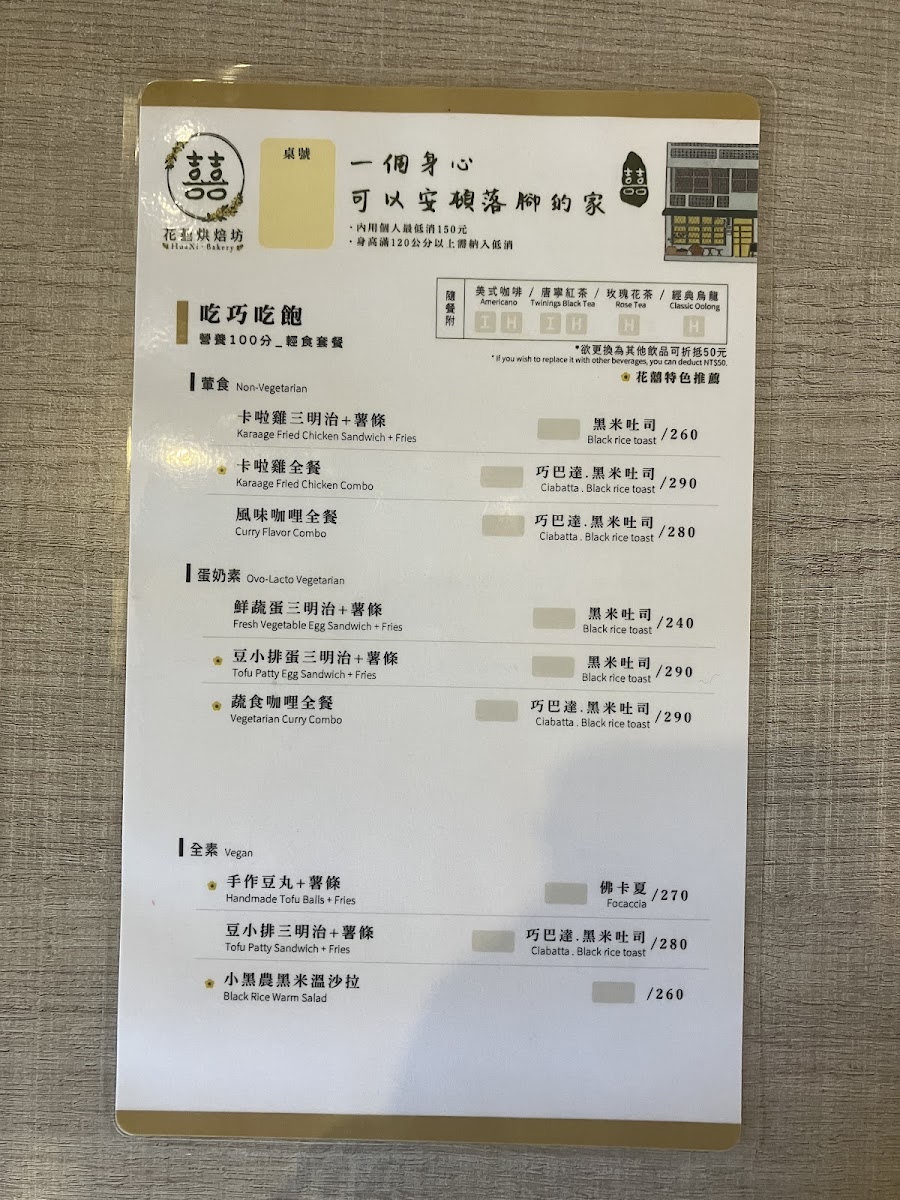 囍
花囍烘焙坊
HuaXi · Bakery
桌號
一個身心
可以安頓落腳的家
囍
·內用個人最低消150元
·身高滿120公分以上需納入低消
吃巧吃飽
營養100分_輕食套餐
隨餐附
美式咖啡 / 唐寧紅茶 / 玫瑰花茶 / 經典烏龍
Americano Twinings Black Tea Rose Tea Classic Oolong
I H I H H H
*欲更換為其他飲品可折抵50元
* If you wish to replace it with other beverages, you can deduct NT$50.
花囍特色推薦
葷食 Non-Vegetarian
卡啦雞三明治+薯條 黑米吐司 /260
Karaage Fried Chicken Sandwich + Fries Black rice toast
卡啦雞全餐 巧巴達.黑米吐司 /290
Karaage Fried Chicken Combo Ciabatta . Black rice toast
風味咖哩全餐 巧巴達.黑米吐司 /280
Curry Flavor Combo Ciabatta . Black rice toast
蛋奶素 Ovo-Lacto Vegetarian
鮮蔬蛋三明治+薯條 黑米吐司 /240
Fresh Vegetable Egg Sandwich + Fries Black rice toast
豆小排蛋三明治+薯條 黑米吐司 /290
Tofu Patty Egg Sandwich + Fries Black rice toast
蔬食咖哩全餐 巧巴達.黑米吐司 /290
Vegetarian Curry Combo Ciabatta . Black rice toast
全素 Vegan
手作豆丸+薯條 佛卡夏 /270
Handmade Tofu Balls + Fries Focaccia
豆小排三明治+薯條 巧巴達.黑米吐司 /280
Tofu Patty Sandwich + Fries Ciabatta . Black rice toast
小黑農黑米溫沙拉 /260
Black Rice Warm Salad